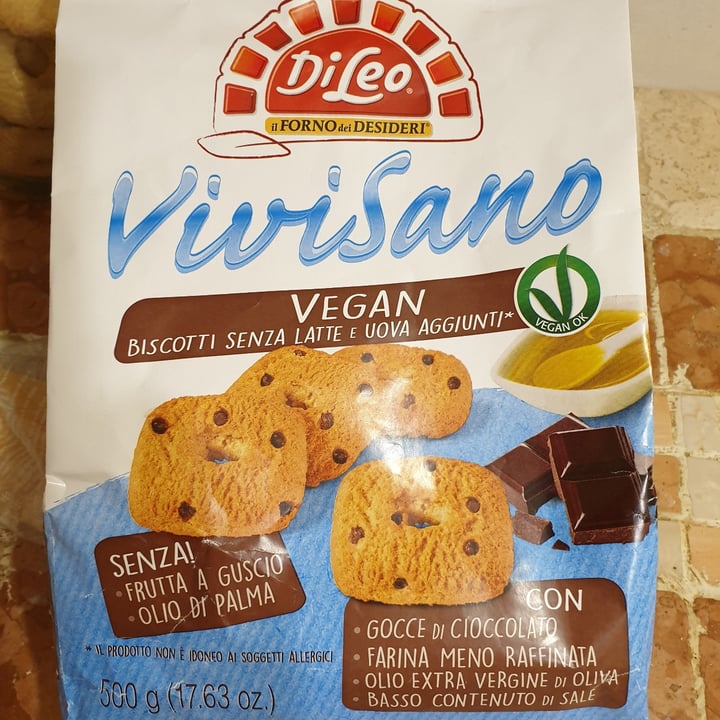 DiLeo®
il FORNO dei DESIDERI®
ViviSano
VEGAN
BISCOTTI SENZA LATTE E UOVA AGGIUNTI*
VEGAN OK
SENZA!
• FRUTTA A GUSCIO
• OLIO DI PALMA
* IL PRODOTTO NON È IDONEO AI SOGGETTI ALLERGICI
500 g (17.63 oz.)
CON
• GOCCE DI CIOCCOLATO
• FARINA MENO RAFFINATA
• OLIO EXTRA VERGINE DI OLIVA
• BASSO CONTENUTO DI SALE